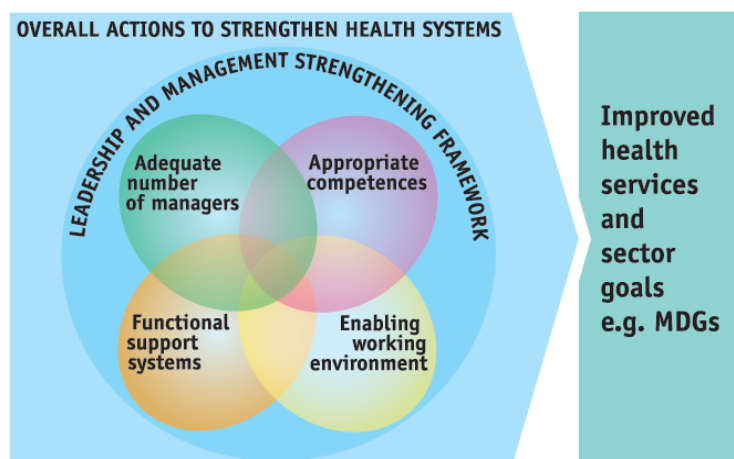 OVERALL ACTIONS TO STRENGTHEN HEALTH SYSTEMS
LEADERSHIP AND MANAGEMENT STRENGTHENING FRAMEWORK
Adequate
number
of managers
Appropriate
competences
Functional
support
systems
Enabling
working
environment
Improved
health
services
and
sector
goals
e.g. MDGs